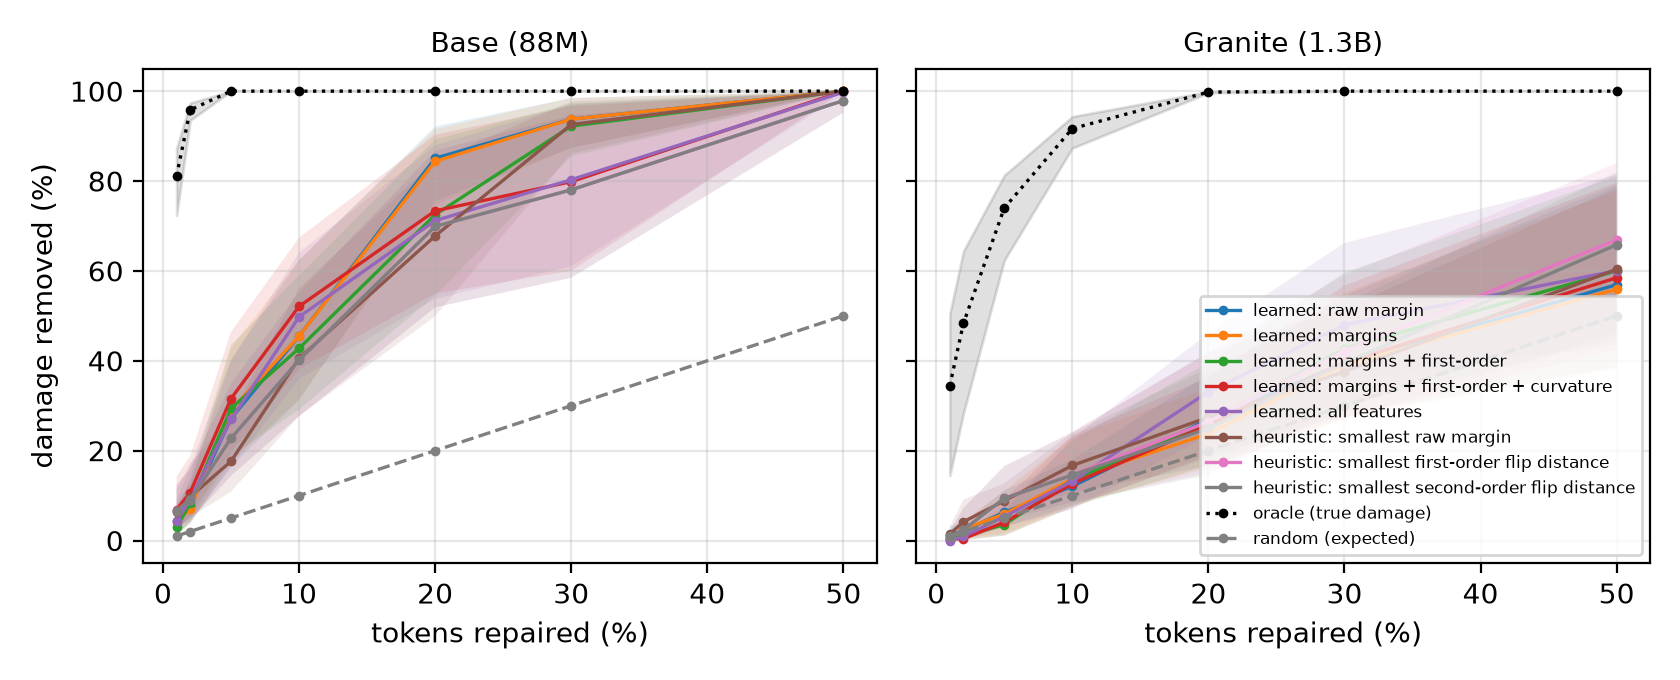 Base (88M)
Granite (1.3B)
damage removed (%)
100
80
60
40
20
0
0 10 20 30 40 50
tokens repaired (%)
0 10 20 30 40 50
tokens repaired (%)
learned: raw margin
learned: margins
learned: margins + first-order
learned: margins + first-order + curvature
learned: all features
heuristic: smallest raw margin
heuristic: smallest first-order flip distance
heuristic: smallest second-order flip distance
oracle (true damage)
random (expected)